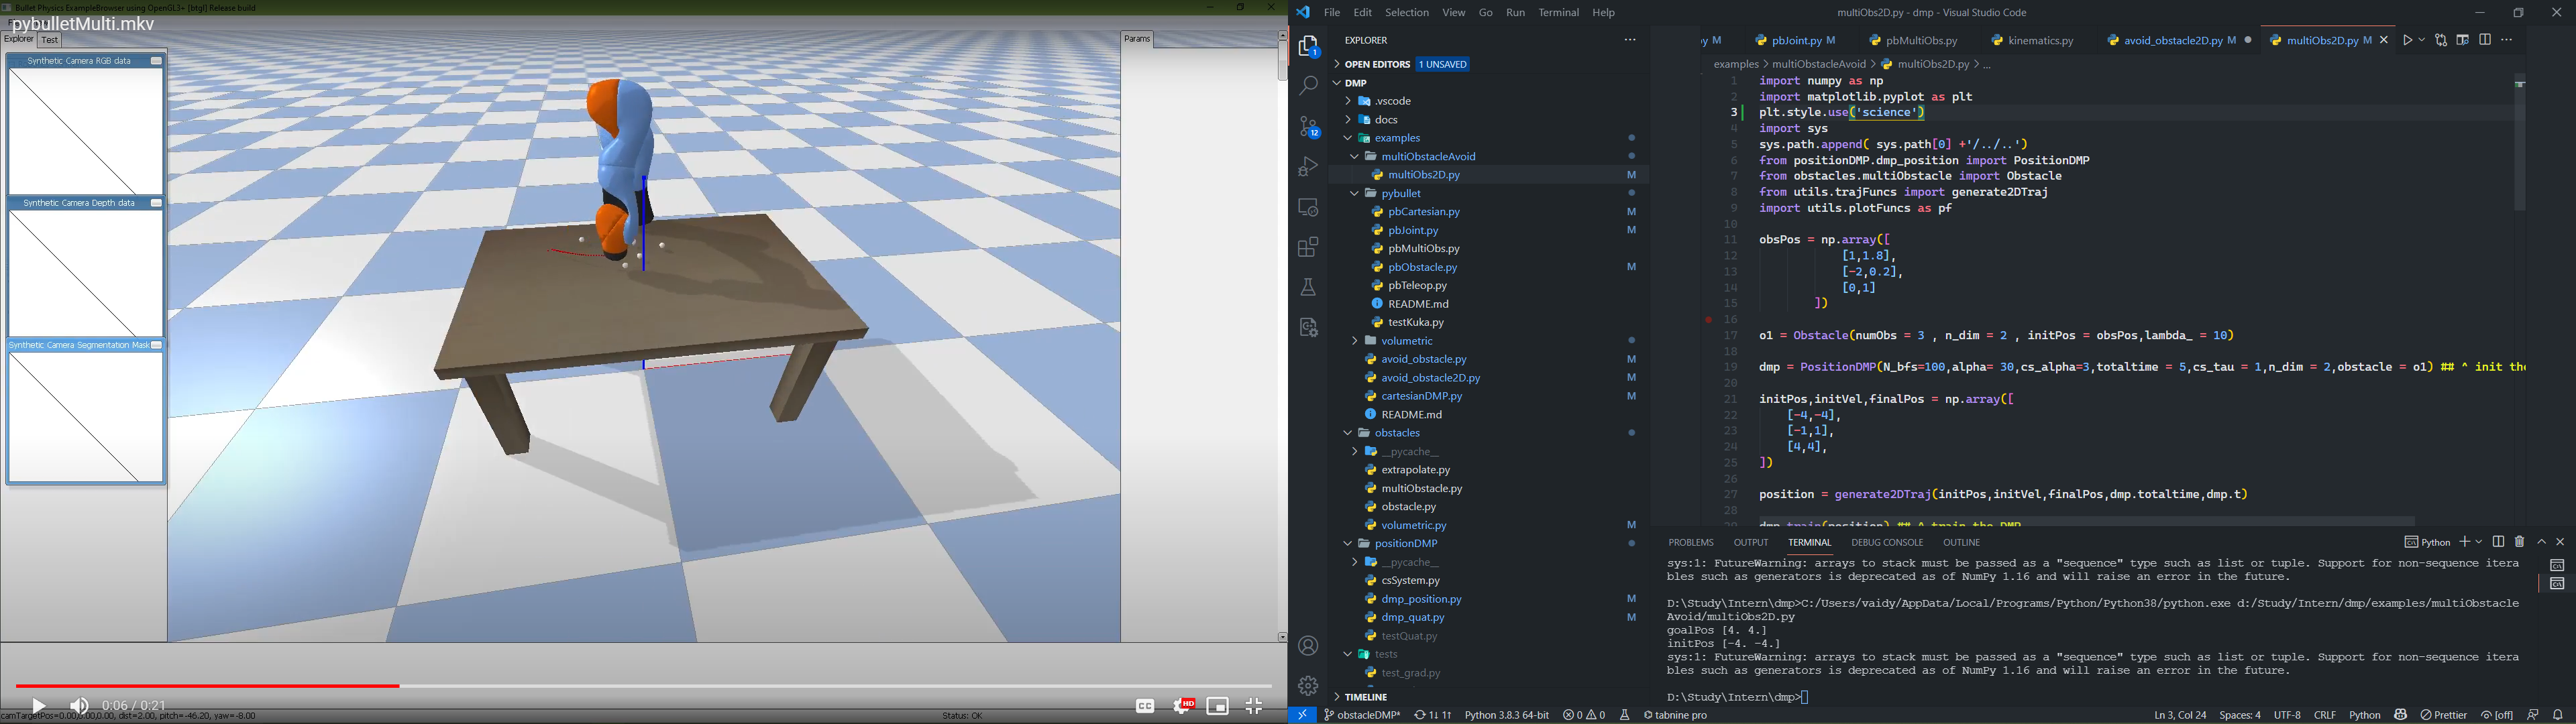 Bullet Physics ExampleBrowser using OpenGL3+ [btgl] Release build
pybulletMulti.mkv
Explorer Test
Params
Synthetic Camera RGB data
Synthetic Camera Depth data
Synthetic Camera Segmentation Mask
0:06 / 0:21
CC
HD
camTargetPos=0.00,0.00,0.00, dist=2.00, pitch=-46.20, yaw=-8.00
Status: OK
File Edit Selection View Go Run Terminal Help
multiObs2D.py - dmp - Visual Studio Code
EXPLORER
OPEN EDITORS 1 UNSAVED
DMP
.vscode
docs
examples
multiObstacleAvoid
multiObs2D.py M
pybullet
pbCartesian.py M
pbJoint.py M
pbMultiObs.py
pbObstacle.py M
pbTeleop.py
README.md
testKuka.py
volumetric
avoid_obstacle.py M
avoid_obstacle2D.py M
cartesianDMP.py M
README.md
obstacles
__pycache__
extrapolate.py
multiObstacle.py
obstacle.py
volumetric.py M
positionDMP
__pycache__
csSystem.py
dmp_position.py M
dmp_quat.py M
testQuat.py
tests
test_grad.py
TIMELINE
1
12
y M pbJoint.py M pbMultiObs.py kinematics.py avoid_obstacle2D.py M multiObs2D.py M
examples > multiObstacleAvoid > multiObs2D.py > ...
1 import numpy as np
2 import matplotlib.pyplot as plt
3 plt.style.use('science')
4 import sys
5 sys.path.append( sys.path[0] +'/../..')
6 from positionDMP.dmp_position import PositionDMP
7 from obstacles.multiObstacle import Obstacle
8 from utils.trajFuncs import generate2DTraj
9 import utils.plotFuncs as pf
10
11 obsPos = np.array([
12 [1,1.8],
13 [-2,0.2],
14 [0,1]
15 ])
16
17 o1 = Obstacle(numObs = 3 , n_dim = 2 , initPos = obsPos,lambda_ = 10)
18
19 dmp = PositionDMP(N_bfs=100,alpha= 30,cs_alpha=3,totaltime = 5,cs_tau = 1,n_dim = 2,obstacle = o1) ## ^ init the
20
21 initPos,initVel,finalPos = np.array([
22 [-4,-4],
23 [-1,1],
24 [4,4],
25 ])
26
27 position = generate2DTraj(initPos,initVel,finalPos,dmp.totaltime,dmp.t)
28
29 dmp.train(position) ## ^ train the DMP
PROBLEMS OUTPUT TERMINAL DEBUG CONSOLE OUTLINE
Python
sys:1: FutureWarning: arrays to stack must be passed as a "sequence" type such as list or tuple. Support for non-sequence itera
bles such as generators is deprecated as of NumPy 1.16 and will raise an error in the future.
D:\Study\Intern\dmp>C:/Users/vaidy/AppData/Local/Programs/Python/Python38/python.exe d:/Study/Intern/dmp/examples/multiObstacle
Avoid/multiObs2D.py
goalPos [4. 4.]
initPos [-4. -4.]
sys:1: FutureWarning: arrays to stack must be passed as a "sequence" type such as list or tuple. Support for non-sequence itera
bles such as generators is deprecated as of NumPy 1.16 and will raise an error in the future.
D:\Study\Intern\dmp>
obstacleDMP* 1↓ 1↑ Python 3.8.3 64-bit 0 0 tabnine pro
Ln 3, Col 24 Spaces: 4 UTF-8 CRLF Python Prettier [off]